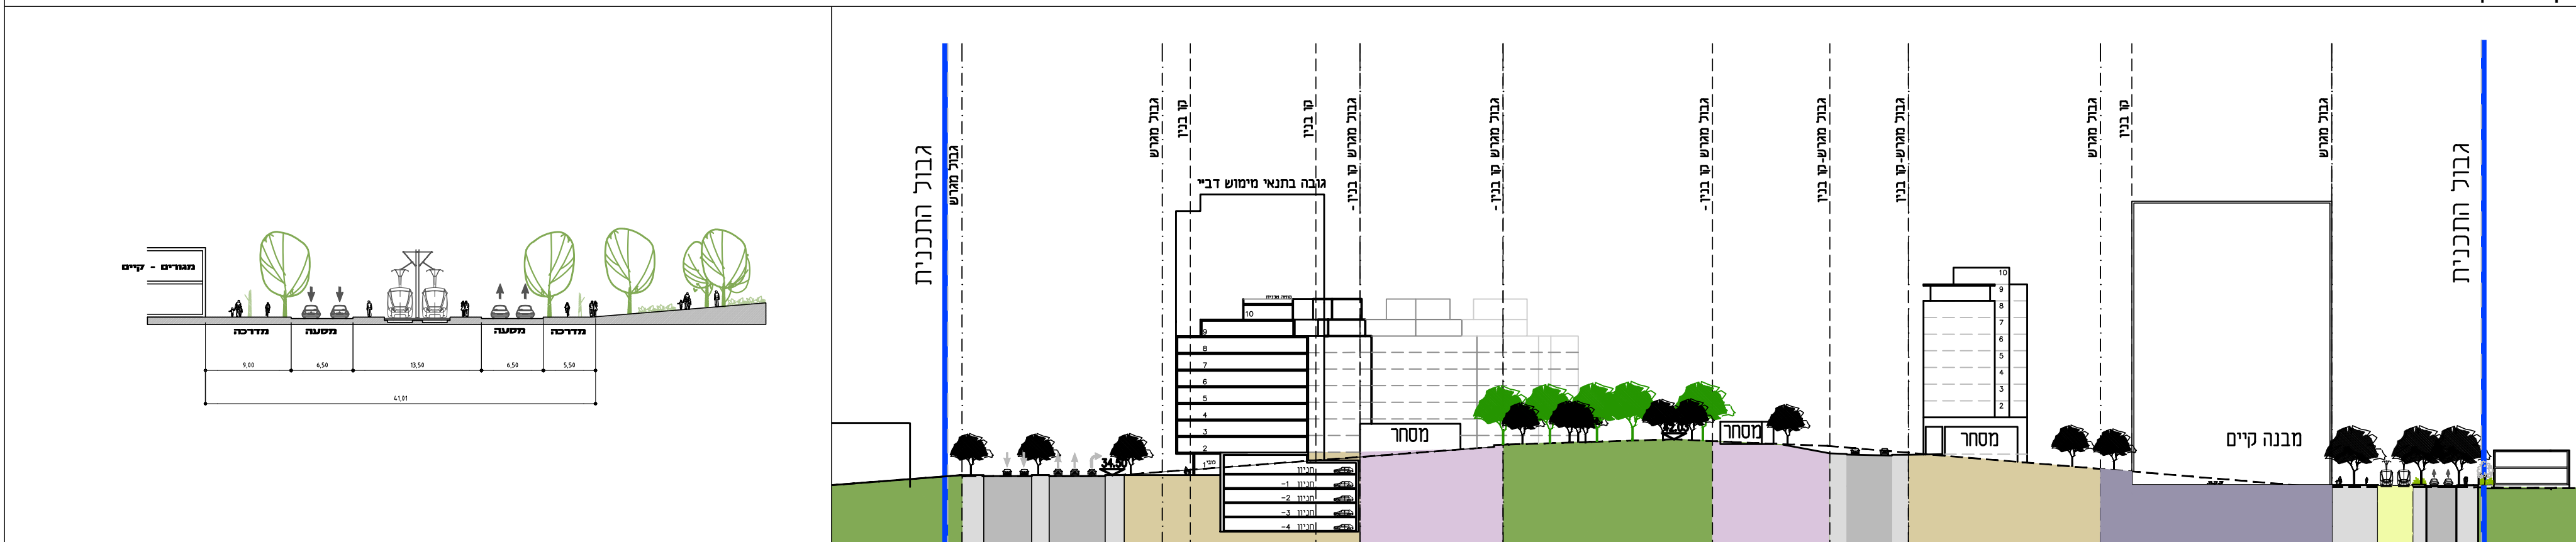 מגורים - קיים
מדרכה
מסעה
מסעה
מדרכה
9,00
6,50
13,50
6,50
5,50
41,01
גבול התכנית
גבול מגרש
גבול מגרש
קו בניין
קו בניין
גבול מגרש קו בניין -
גבול מגרש קו בניין -
גבול מגרש קו בניין -
גבול מגרש-קו בניין
גבול מגרש-קו בניין
גבול מגרש
קו בניין
גבול מגרש
גבול התכנית
גובה בתנאי מימוש דב״י
10
9
8
7
6
5
4
3
2
1
חניון
חניון -1
חניון -2
חניון -3
חניון -4
34.50
מסחר
מסחר
10
9
8
7
6
5
4
3
2
מסחר
מבנה קיים